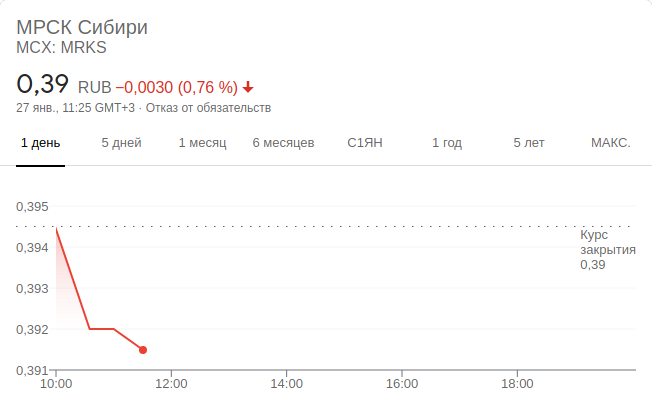 МРСК Сибири
MCX: MRKS
0,39 RUB −0,0030 (0,76 %)
27 янв., 11:25 GMT+3 · Отказ от обязательств
1 день 5 дней 1 месяц 6 месяцев С1ЯН 1 год 5 лет МАКС.
0,395
Курс
0,394
закрытия
0,39
0,393
0,392
0,391
10:00 12:00 14:00 16:00 18:00